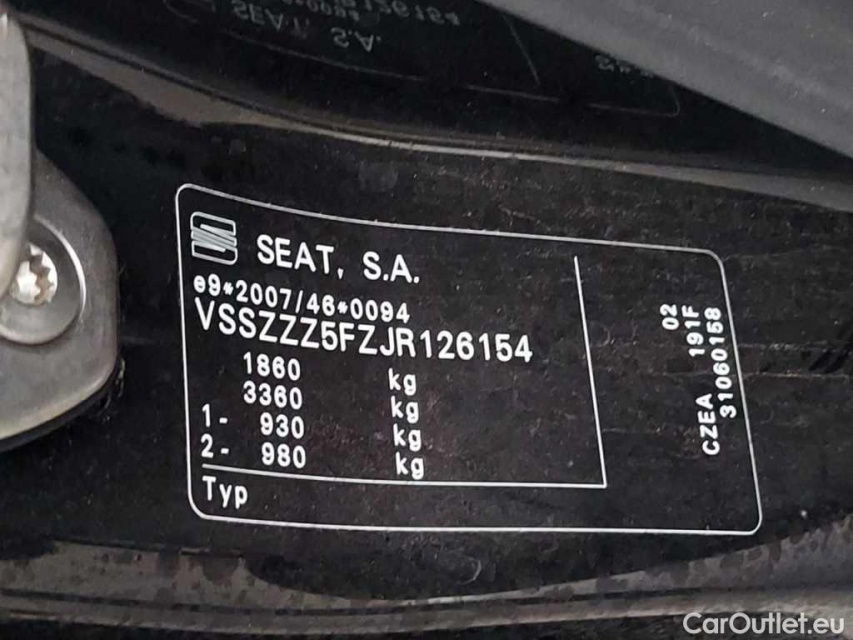 SEAT, S.A.
e9*2007/46*0094
VSSZZZ5FZJR126154
1860 kg
3360 kg
1- 930 kg
2- 980 kg
Typ
02
CZEA 191F
31060158
SEAT, S.A.
CarOutlet.eu